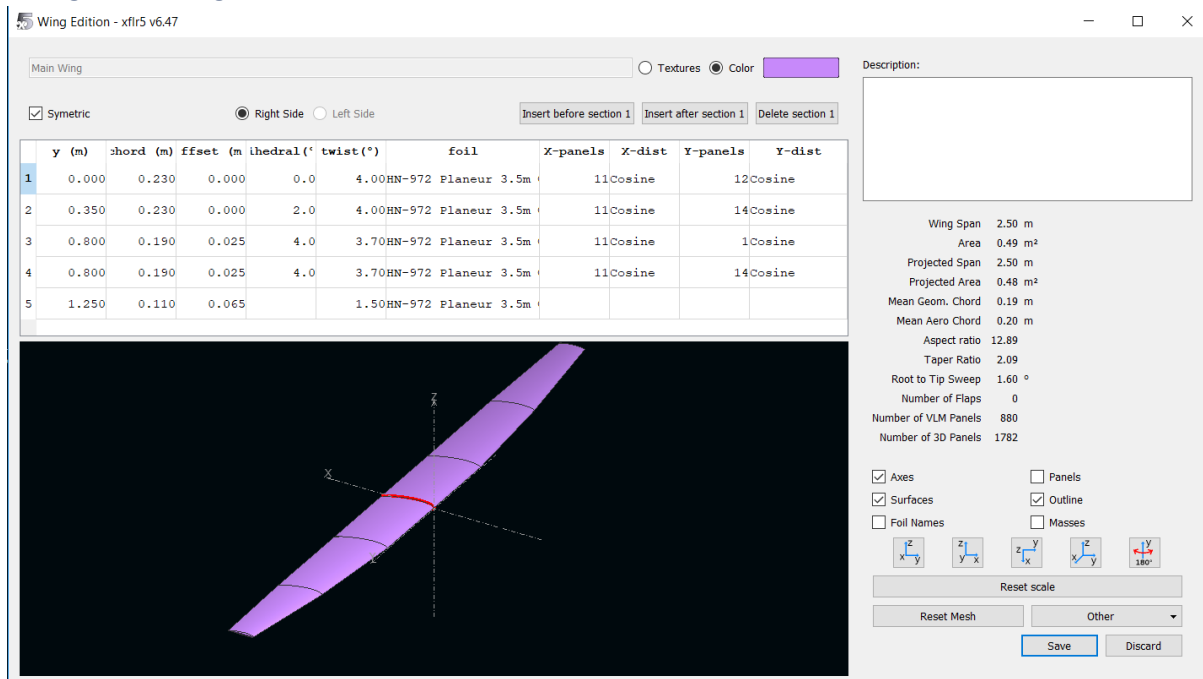 Wing Edition - xflr5 v6.47
Main Wing
Textures Color
Symetric Right Side Left Side Insert before section 1 Insert after section 1 Delete section 1
y (m) chord (m) ffset (m ihedral(° twist(°) foil X-panels X-dist Y-panels Y-dist
1 0.000 0.230 0.000 0.0 4.00 HN-972 Planeur 3.5m 11 Cosine 12 Cosine
2 0.350 0.230 0.000 2.0 4.00 HN-972 Planeur 3.5m 11 Cosine 14 Cosine
3 0.800 0.190 0.025 4.0 3.70 HN-972 Planeur 3.5m 11 Cosine 1 Cosine
4 0.800 0.190 0.025 4.0 3.70 HN-972 Planeur 3.5m 11 Cosine 14 Cosine
5 1.250 0.110 0.065 1.50 HN-972 Planeur 3.5m
Z
X
Y
Description:
Wing Span 2.50 m
Area 0.49 m²
Projected Span 2.50 m
Projected Area 0.48 m²
Mean Geom. Chord 0.19 m
Mean Aero Chord 0.20 m
Aspect ratio 12.89
Taper Ratio 2.09
Root to Tip Sweep 1.60 °
Number of Flaps 0
Number of VLM Panels 880
Number of 3D Panels 1782
Axes Panels
Surfaces Outline
Foil Names Masses
z x y z y x z y x z x y y 180°
Reset scale
Reset Mesh Other
Save Discard